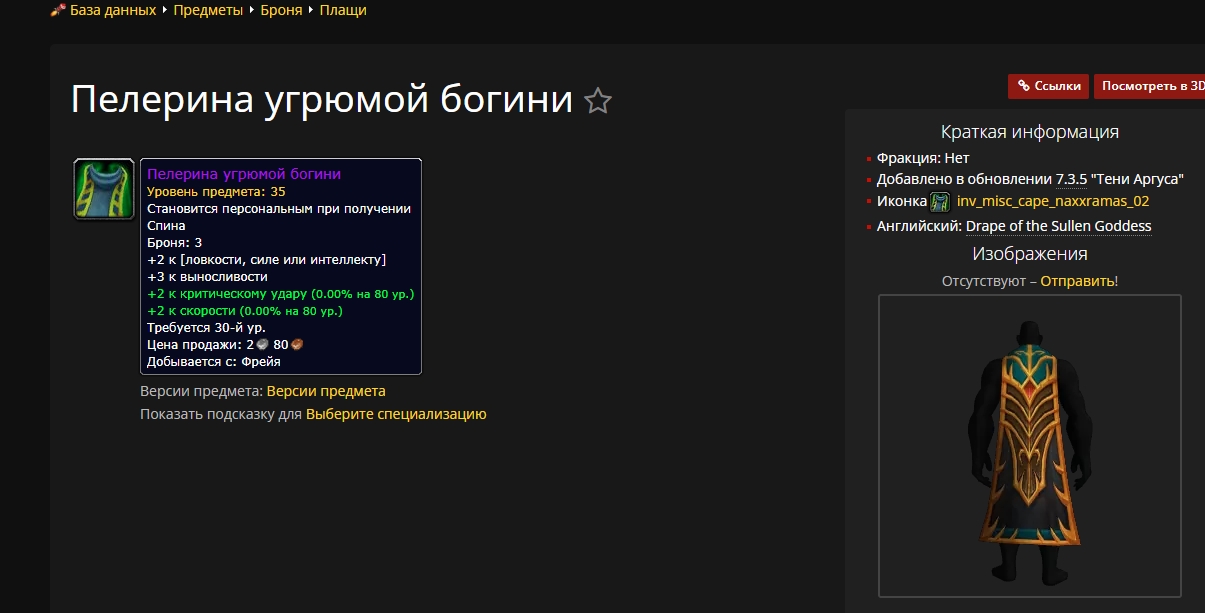 База данных ▸ Предметы ▸ Броня ▸ Плащи
Пелерина угрюмой богини
Ссылки
Посмотреть в 3D
Пелерина угрюмой богини
Уровень предмета: 35
Становится персональным при получении
Спина
Броня: 3
+2 к [ловкости, силе или интеллекту]
+3 к выносливости
+2 к критическому удару (0.00% на 80 ур.)
+2 к скорости (0.00% на 80 ур.)
Требуется 30-й ур.
Цена продажи: 2 80
Добывается с: Фрейя
Версии предмета: Версии предмета
Показать подсказку для Выберите специализацию
Краткая информация
Фракция: Нет
Добавлено в обновлении 7.3.5 "Тени Аргуса"
Иконка inv_misc_cape_naxxramas_02
Английский: Drape of the Sullen Goddess
Изображения
Отсутствуют – Отправить!